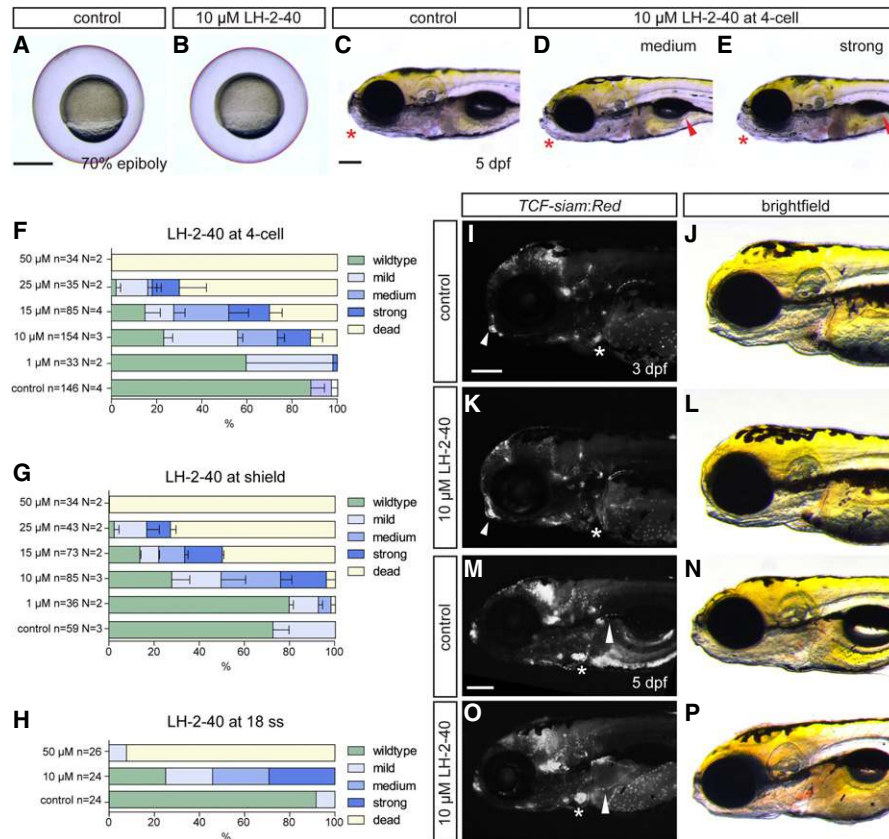 control
10 µM LH-2-40
control
10 µM LH-2-40 at 4-cell
A
B
C
D
medium
E
strong
*
*
*
70% epiboly
5 dpf
F
LH-2-40 at 4-cell
50 µM n=34 N=2
25 µM n=35 N=2
15 µM n=85 N=4
10 µM n=154 N=3
1 µM n=33 N=2
control n=146 N=4
0
20
40
60
80
100
%
wildtype
mild
medium
strong
dead
G
LH-2-40 at shield
50 µM n=34 N=2
25 µM n=43 N=2
15 µM n=73 N=2
10 µM n=85 N=3
1 µM n=36 N=2
control n=59 N=3
0
20
40
60
80
100
%
wildtype
mild
medium
strong
dead
H
LH-2-40 at 18 ss
50 µM n=26
10 µM n=24
control n=24
0
20
40
60
80
100
%
wildtype
mild
medium
strong
dead
TCF-siam:Red
brightfield
control
I
*
3 dpf
J
10 µM LH-2-40
K
*
L
control
M
*
5 dpf
N
10 µM LH-2-40
O
*
P